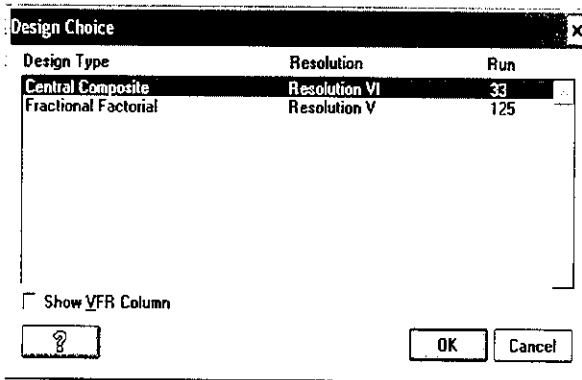 Design Choice
Design Type Resolution Run
Central Composite Resolution VI 33
Fractional Factorial Resolution V 125
Show VFR Column
?
OK Cancel